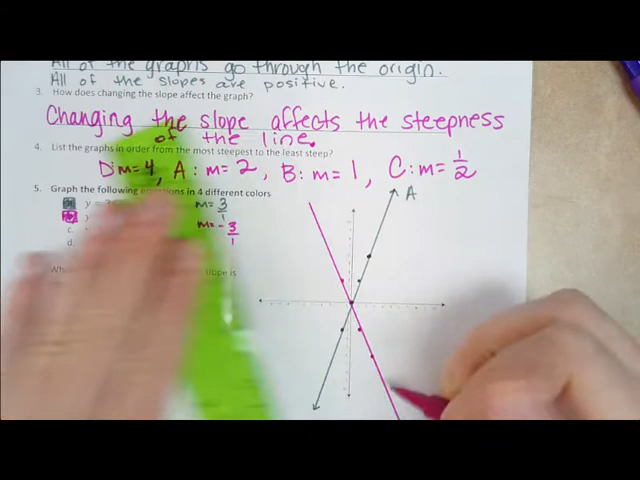 All of the graphs go through the origin.
All of the slopes are positive.
3. How does changing the slope affect the graph?
Changing the slope affects the steepness
of the line.
4. List the graphs in order from the most steepest to the least steep?
D: m=4, A: m=2, B: m=1, C: m=1/2
5. Graph the following in 4 different colors
y = m=3/1
y m=-3/1
c.
d.
slope is
A